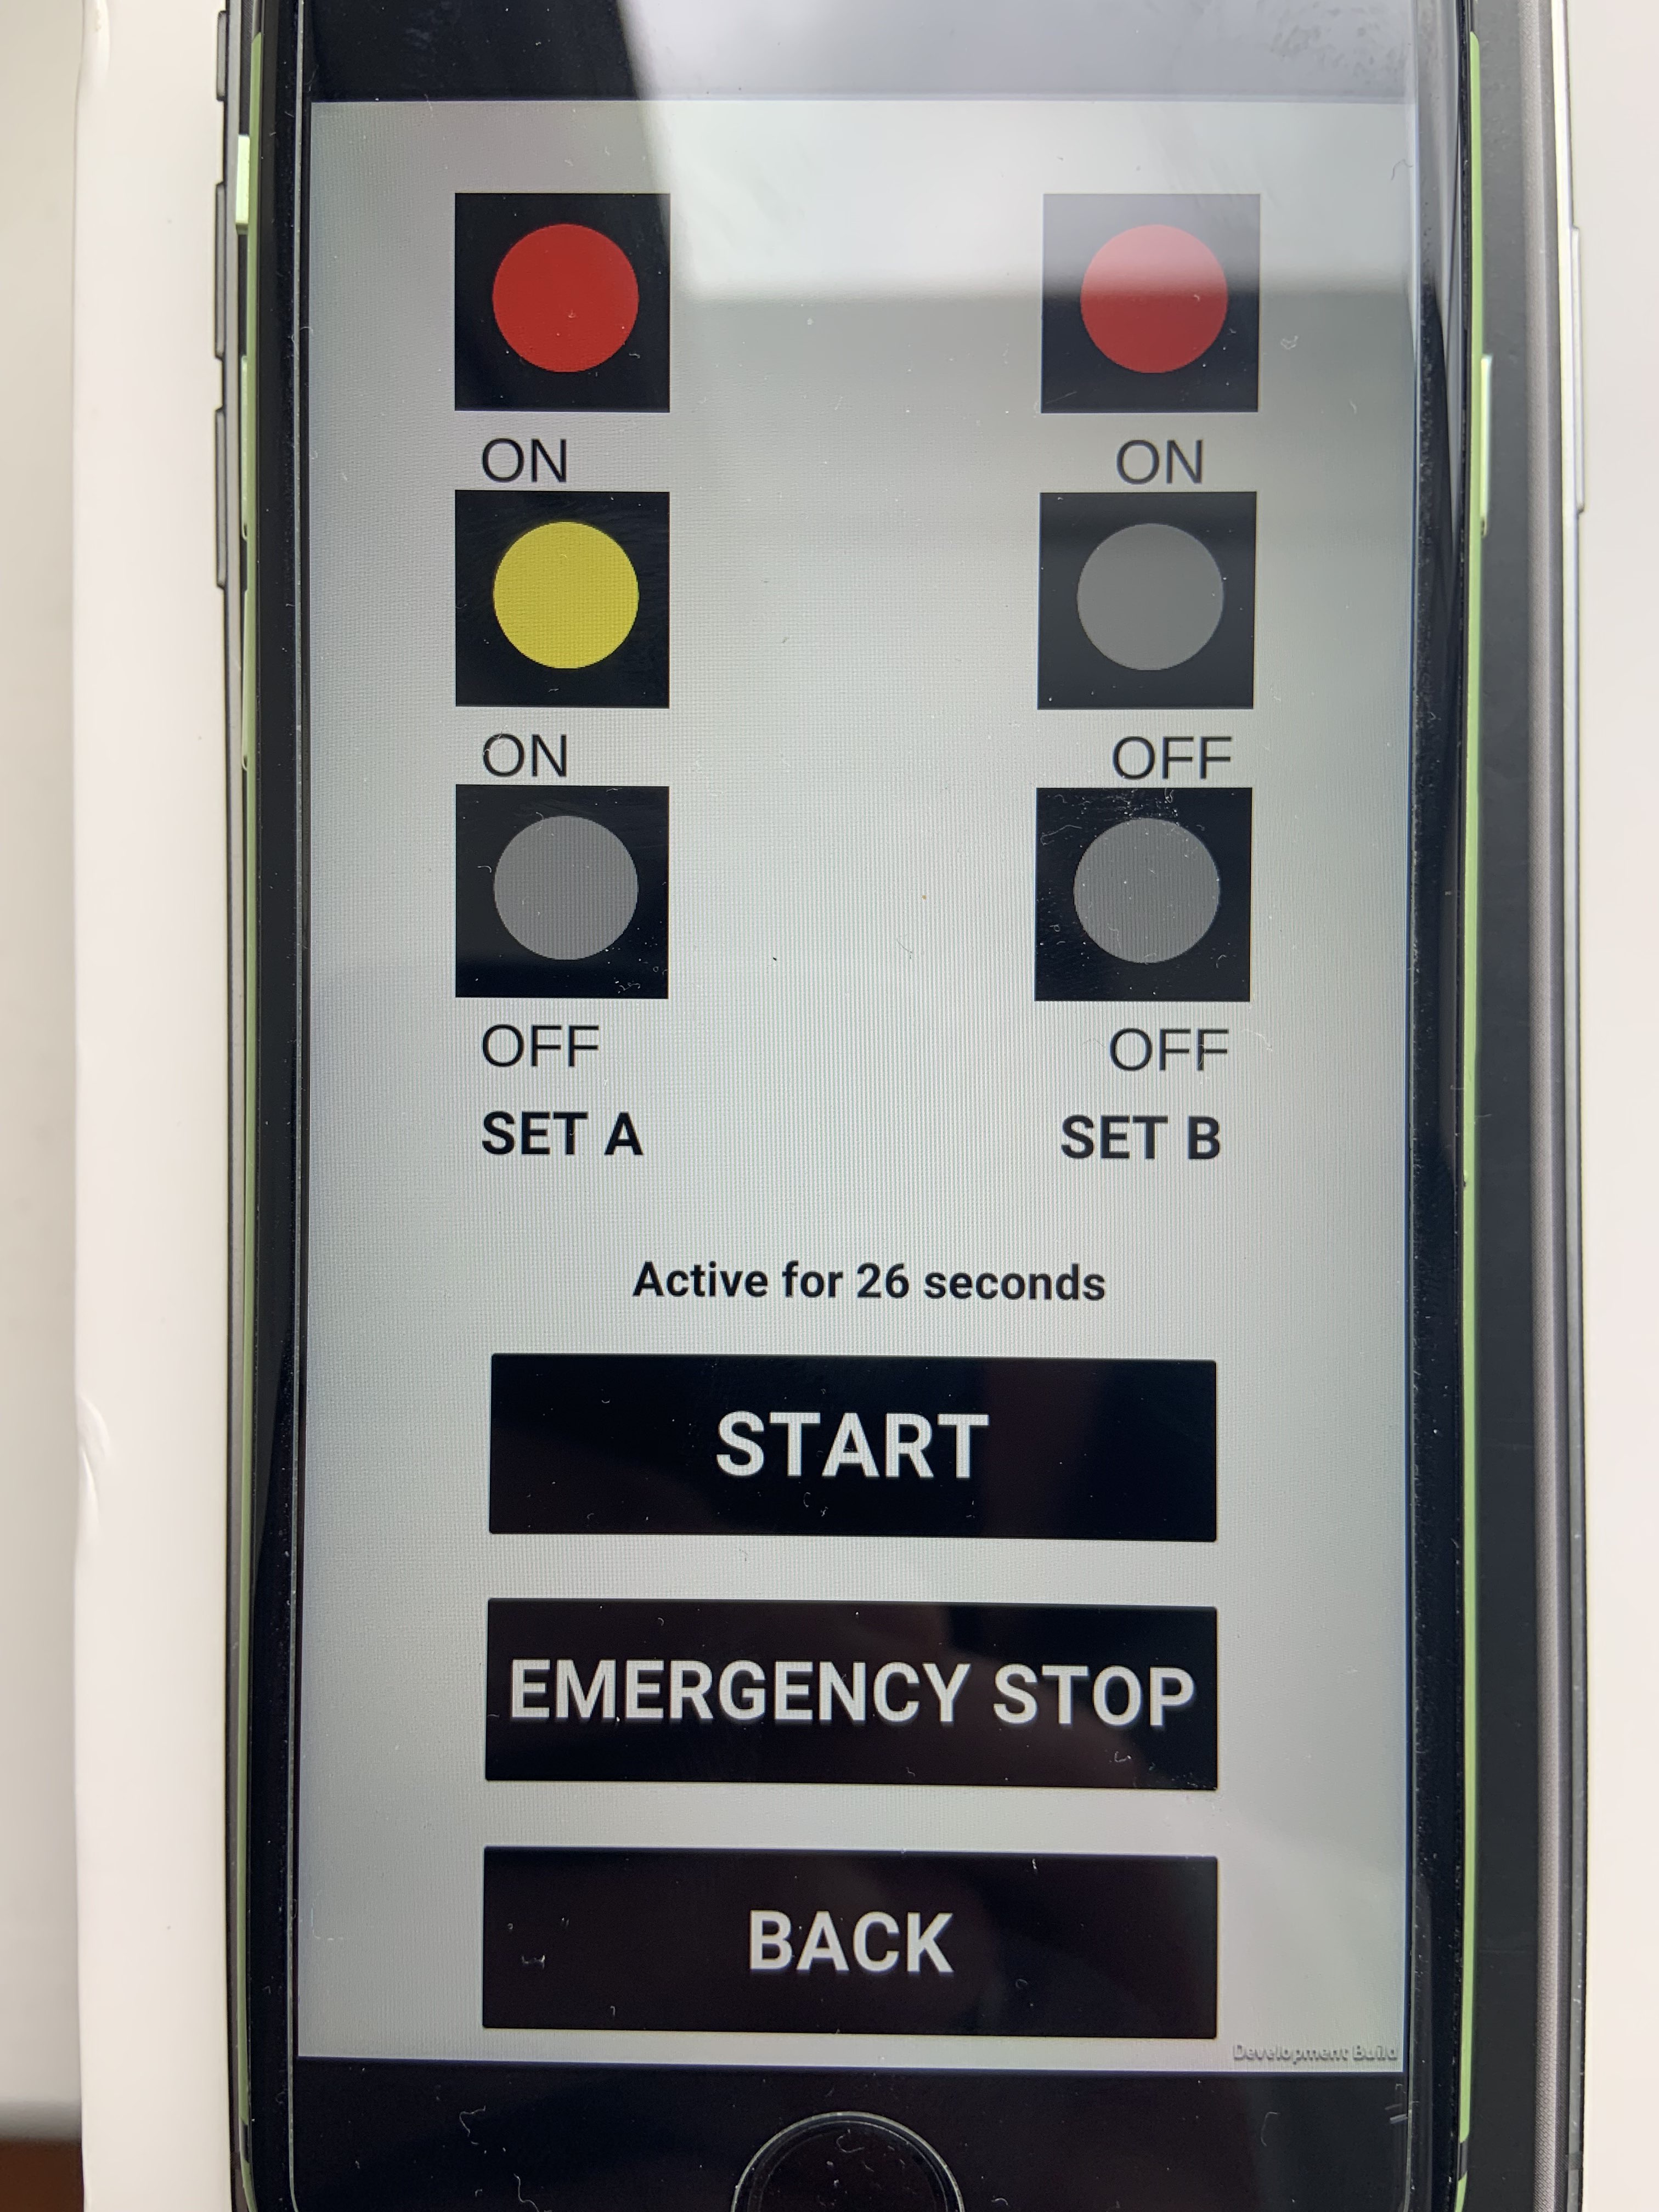 ON ON
ON OFF
OFF OFF
SET A SET B
Active for 26 seconds
START
EMERGENCY STOP
BACK
Development Build